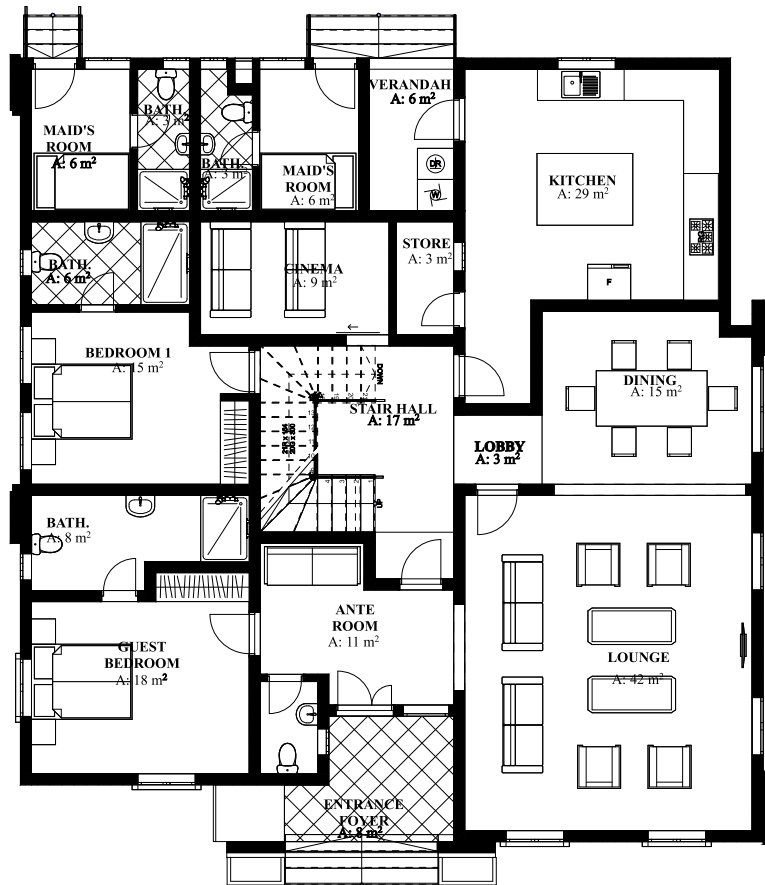 VERANDAH
A: 6 m²
BATH.
A: 3 m²
MAID'S
ROOM
A: 6 m²
BATH.
A: 3 m²
MAID'S
ROOM
A: 6 m²
DR
W
KITCHEN
A: 29 m²
STORE
A: 3 m²
BATH.
A: 6 m²
CINEMA
A: 9 m²
F
BEDROOM 1
A: 15 m²
DOWN
DINING
A: 15 m²
STAIR HALL
A: 17 m²
LOBBY
A: 3 m²
UP
BATH.
A: 8 m²
ANTE
ROOM
A: 11 m²
GUEST
BEDROOM
A: 18 m²
LOUNGE
A: 42 m²
ENTRANCE
FOYER
A: 8 m²